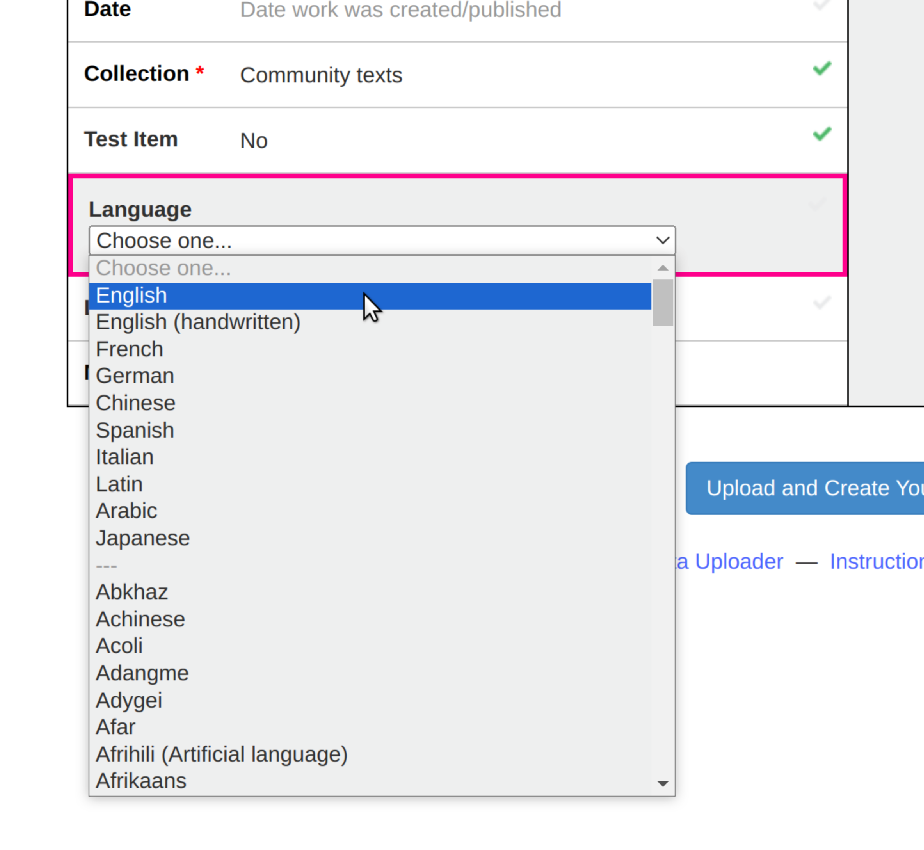 Date Date work was created/published
Collection * Community texts
Test Item No
Language
Choose one...
Choose one...
English
English (handwritten)
French
German
Chinese
Spanish
Italian
Latin
Arabic
Japanese
---
Abkhaz
Achinese
Acoli
Adangme
Adygei
Afar
Afrihili (Artificial language)
Afrikaans
Upload and Create
Uploader —